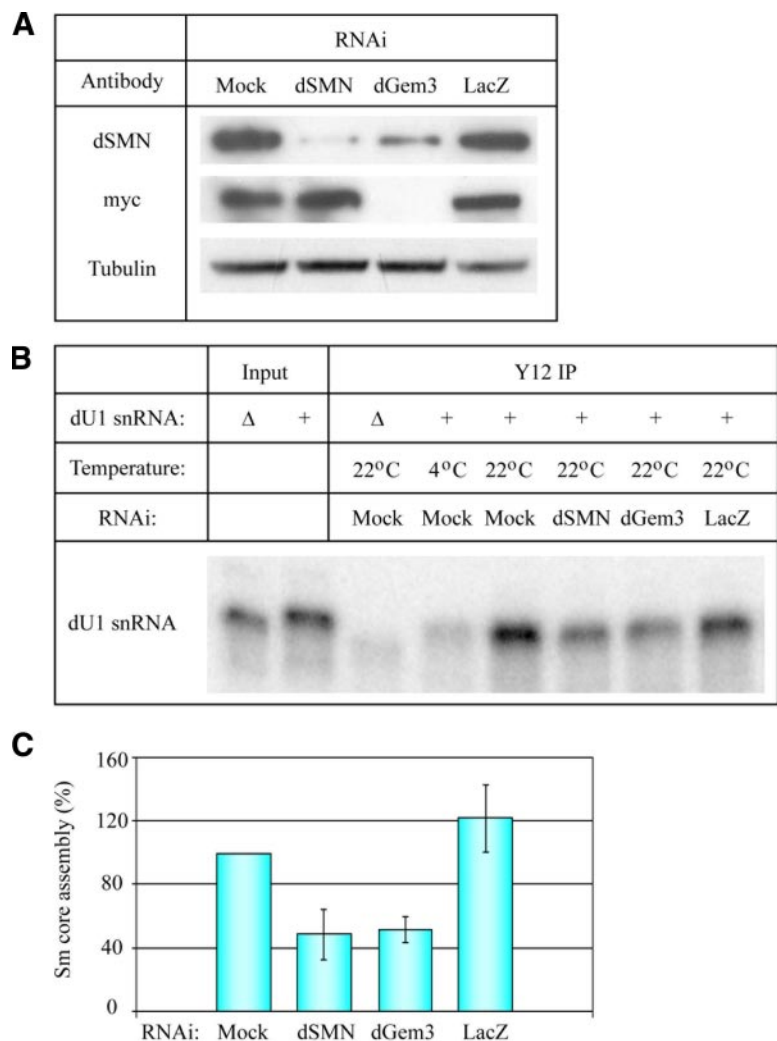 A
RNAi
Antibody Mock dSMN dGem3 LacZ
dSMN
myc
Tubulin
B
Input Y12 IP
dU1 snRNA: Δ + Δ + + + + +
Temperature: 22°C 4°C 22°C 22°C 22°C 22°C
RNAi: Mock Mock Mock dSMN dGem3 LacZ
dU1 snRNA
C
Sm core assembly (%)
160
120
80
40
0
RNAi: Mock dSMN dGem3 LacZ